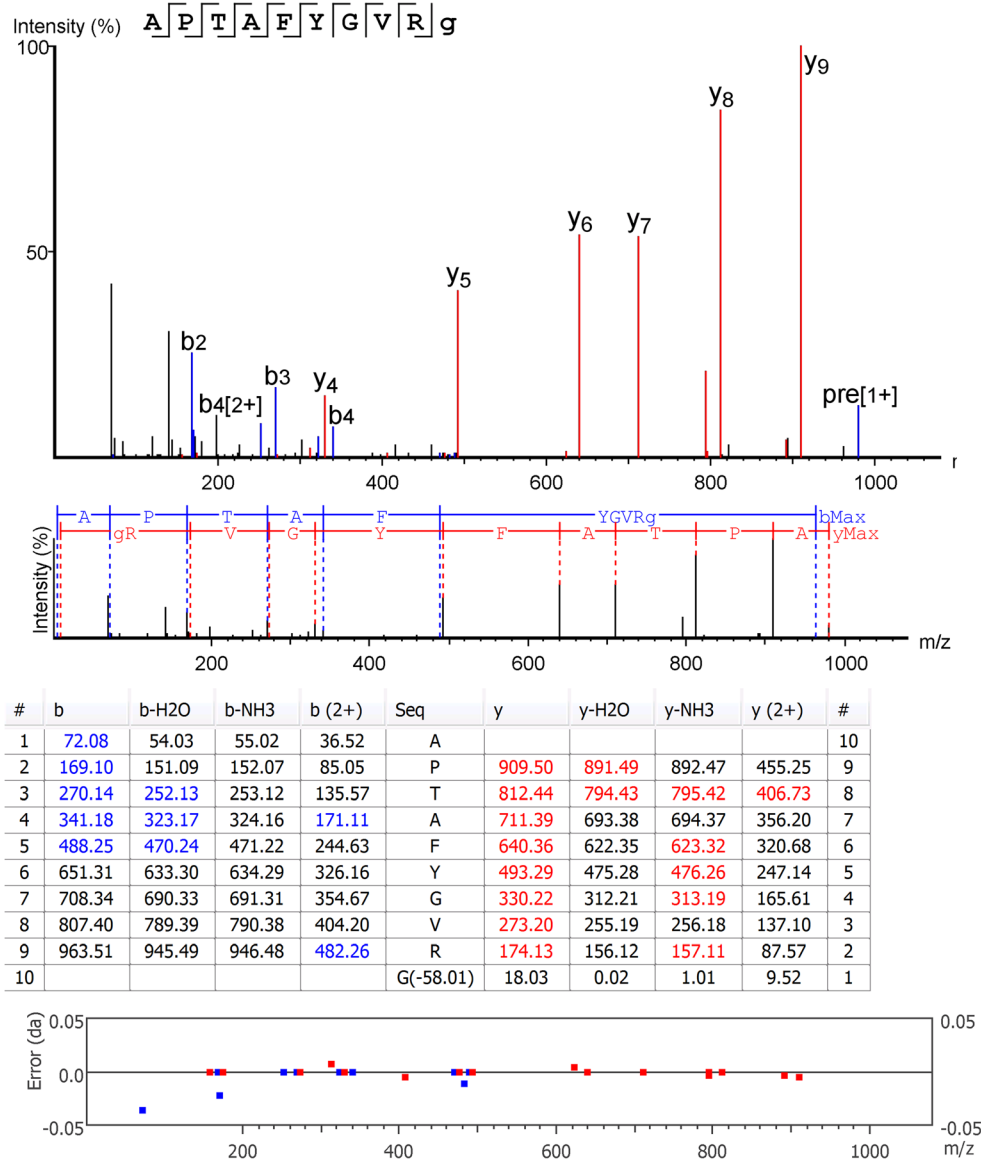 Intensity (%) A P T A F Y G V R g
100
y9
y8
y6 y7
50
y5
b2
b3
y4
b4[2+] b4
pre[1+]
r
200 400 600 800 1000
Intensity (%)
A P T A F YGVRg bMax
gR V G Y F A T P A yMax
m/z
200 400 600 800 1000
# b b-H2O b-NH3 b (2+) Seq y y-H2O y-NH3 y (2+) #
1 72.08 54.03 55.02 36.52 A 10
2 169.10 151.09 152.07 85.05 P 909.50 891.49 892.47 455.25 9
3 270.14 252.13 253.12 135.57 T 812.44 794.43 795.42 406.73 8
4 341.18 323.17 324.16 171.11 A 711.39 693.38 694.37 356.20 7
5 488.25 470.24 471.22 244.63 F 640.36 622.35 623.32 320.68 6
6 651.31 633.30 634.29 326.16 Y 493.29 475.28 476.26 247.14 5
7 708.34 690.33 691.31 354.67 G 330.22 312.21 313.19 165.61 4
8 807.40 789.39 790.38 404.20 V 273.20 255.19 256.18 137.10 3
9 963.51 945.49 946.48 482.26 R 174.13 156.12 157.11 87.57 2
10 G(-58.01) 18.03 0.02 1.01 9.52 1
Error (da)
0.05 0.05
0.0
-0.05 -0.05
200 400 600 800 1000 m/z